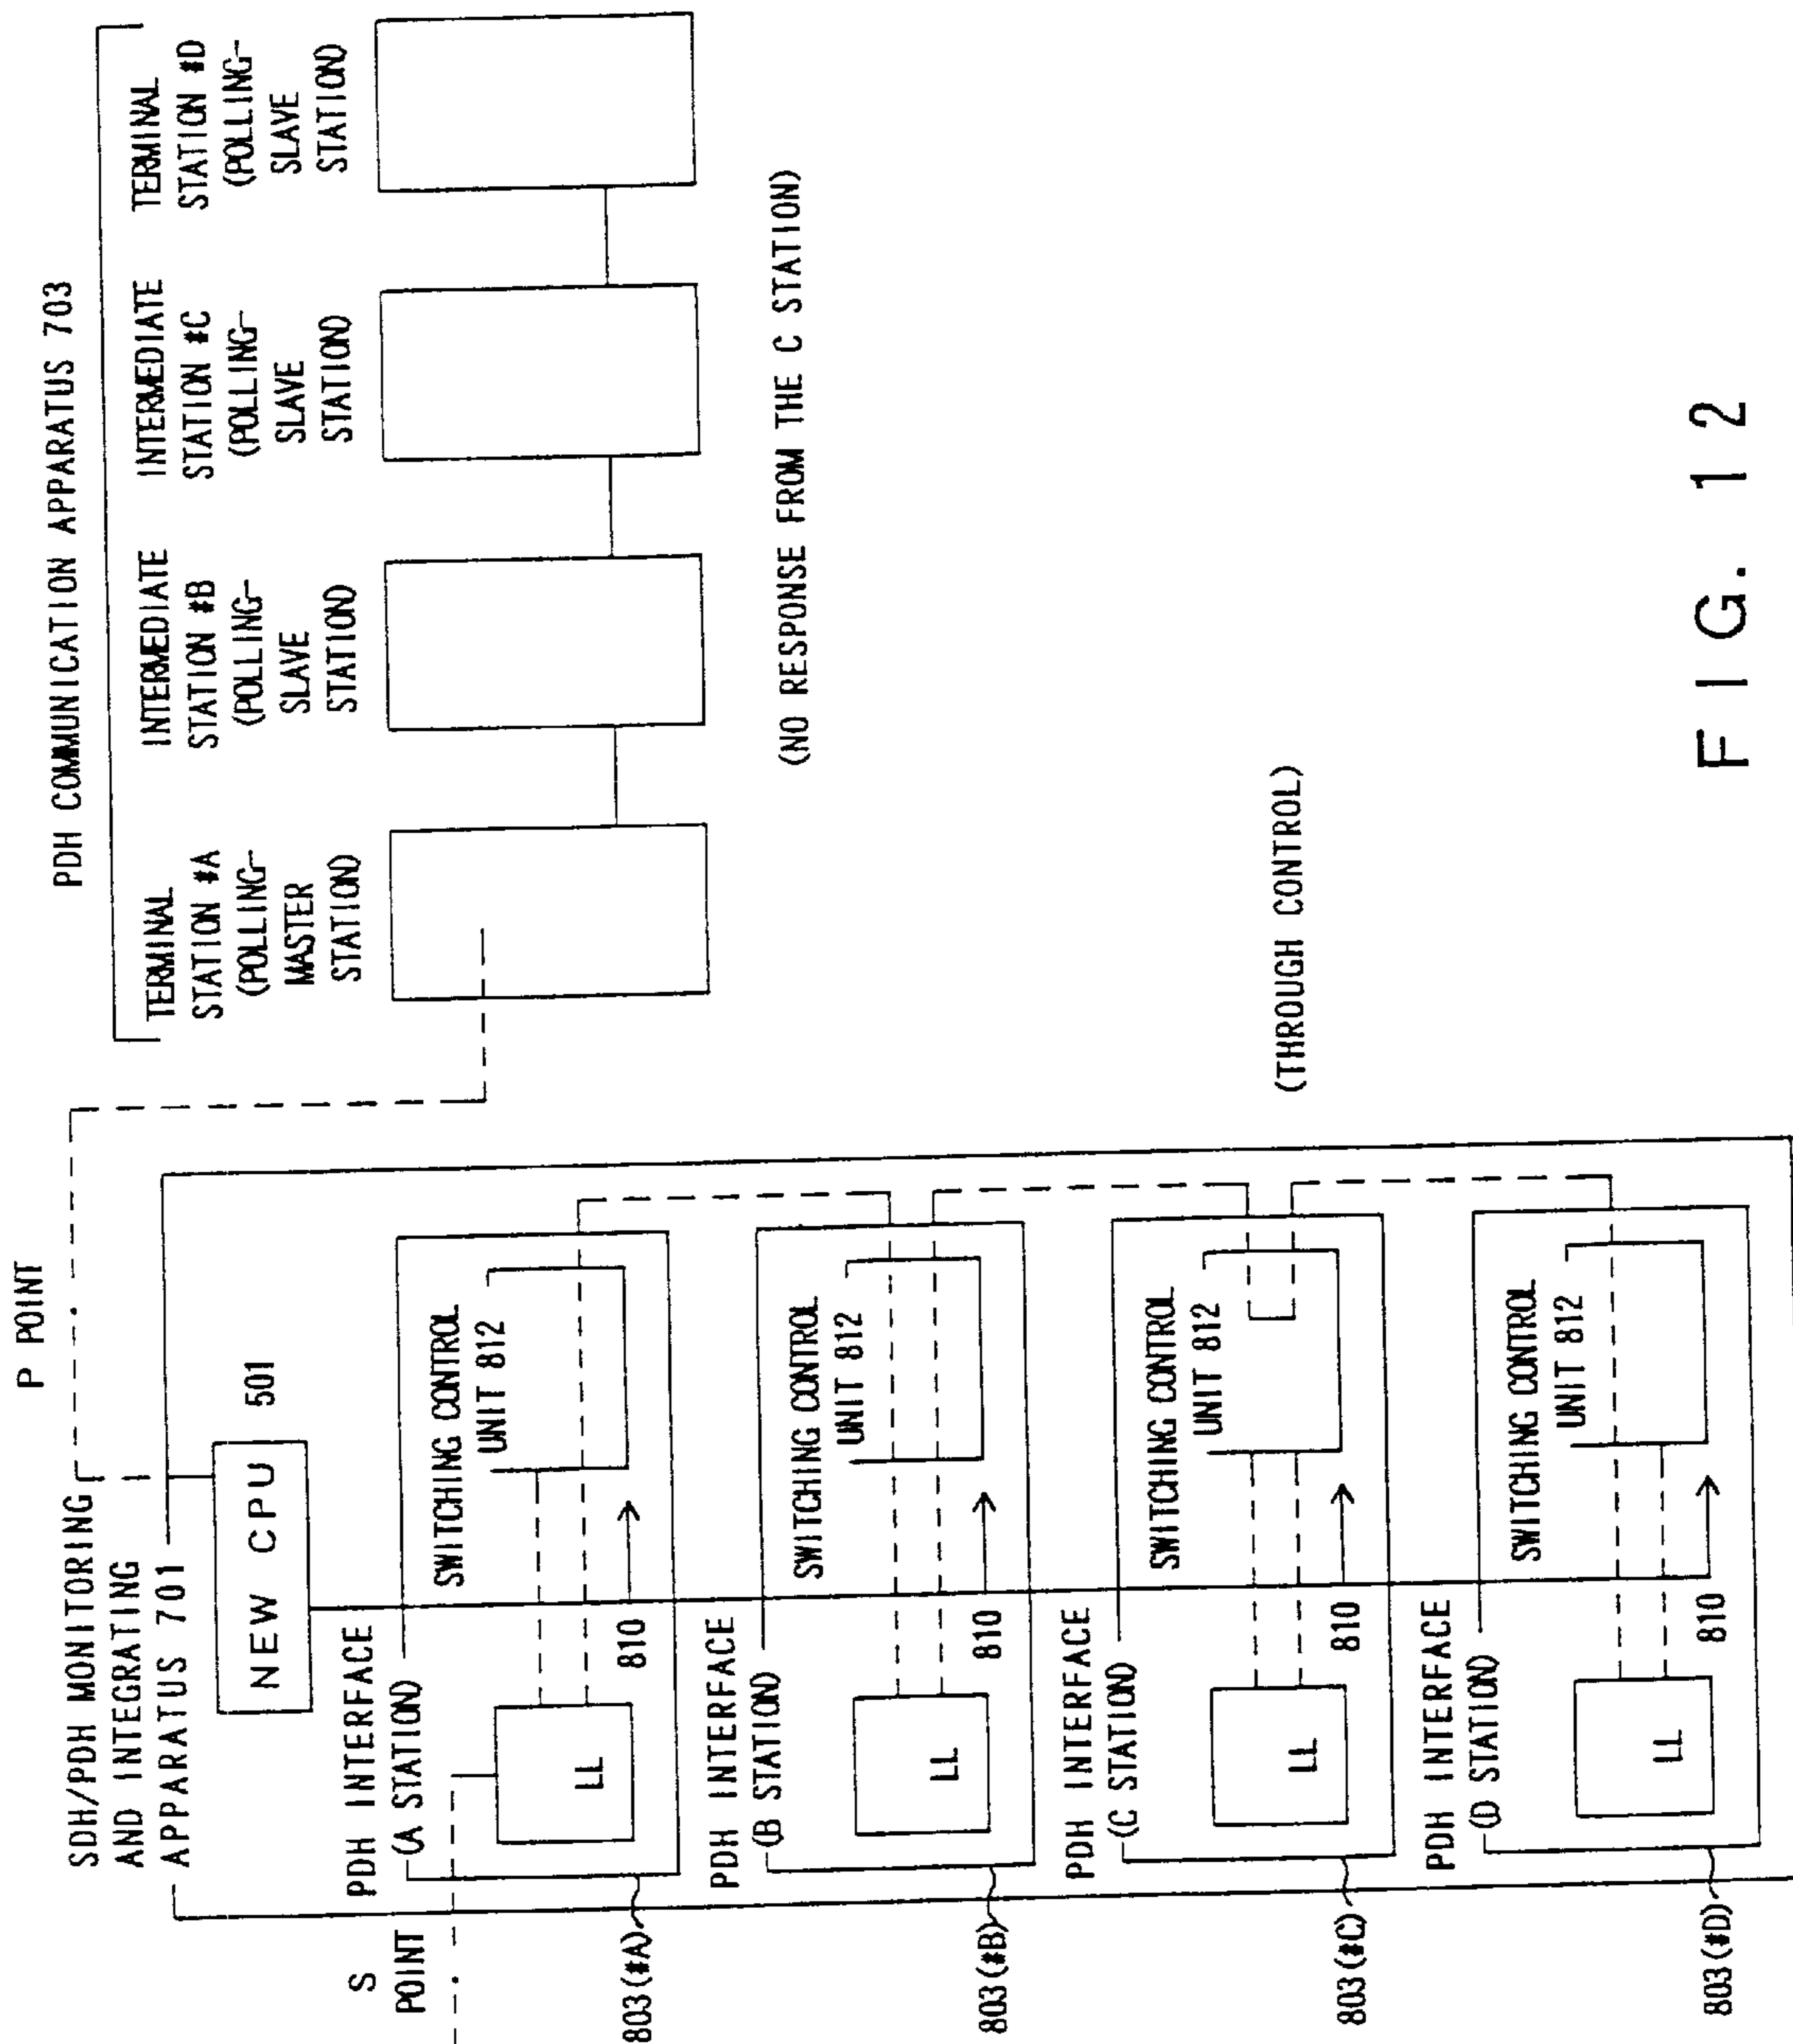 P POINT
SDH/PDH MONITORING
AND INTEGRATING
APPARATUS 701
NEW CPU 501
S
POINT
PDH INTERFACE
(A STATION)
SWITCHING CONTROL
UNIT 812
LL
810
803(#A)
PDH INTERFACE
(B STATION)
SWITCHING CONTROL
UNIT 812
LL
810
803(#B)
PDH INTERFACE
(C STATION)
SWITCHING CONTROL
UNIT 812
LL
810
803(#C)
(THROUGH CONTROL)
PDH INTERFACE
(D STATION)
SWITCHING CONTROL
UNIT 812
LL
810
803(#D)
PDH COMMUNICATION APPARATUS 703
TERMINAL
STATION #A
(POLLING-
MASTER
STATION)
INTERMEDIATE
STATION #B
(POLLING-
SLAVE
STATION)
INTERMEDIATE
STATION #C
(POLLING-
SLAVE
STATION)
TERMINAL
STATION #D
(POLLING-
SLAVE
STATION)
(NO RESPONSE FROM THE C STATION)
FIG. 12